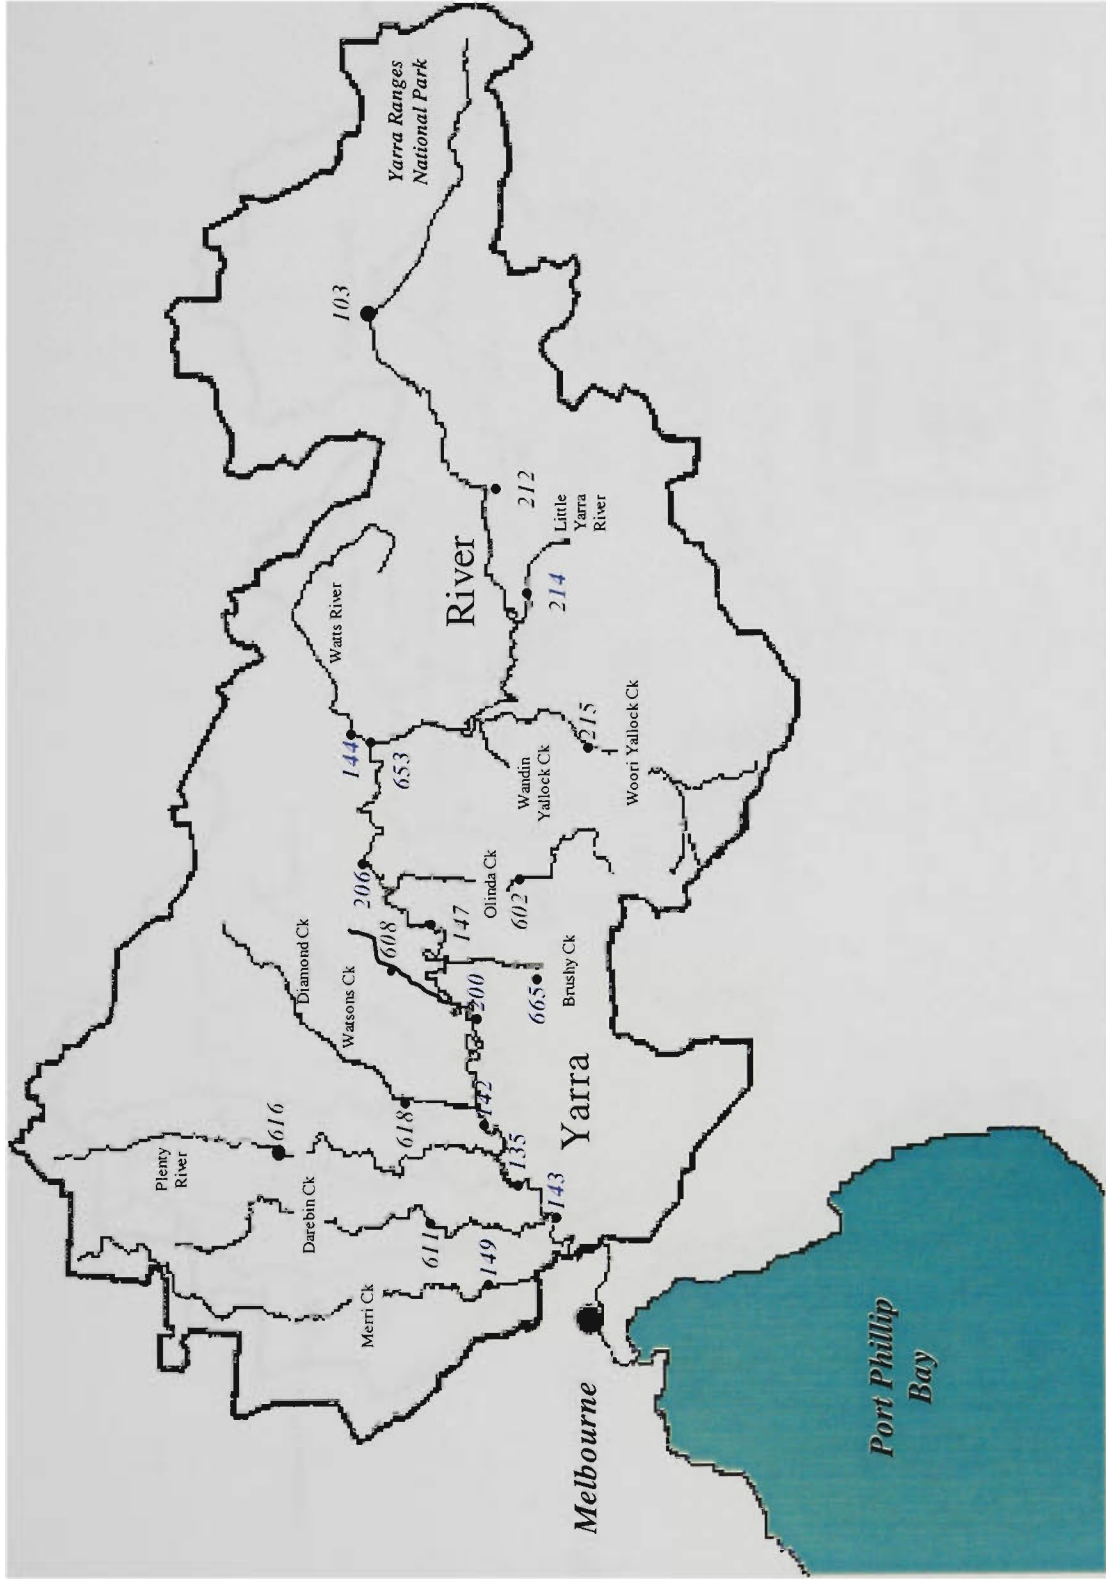 Yarra Ranges
National Park
103
212
Little
Yarra
River
214
River
Watts River
144
653
215
Woori Yallock Ck
Wandin
Yallock Ck
206
Olinda Ck
602
147
608
Diamond Ck
Watsons Ck
200
665
Brushy Ck
Yarra
142
618
616
135
Plenty
River
143
Darebin Ck
611
149
Merri Ck
Melbourne
Port Phillip
Bay